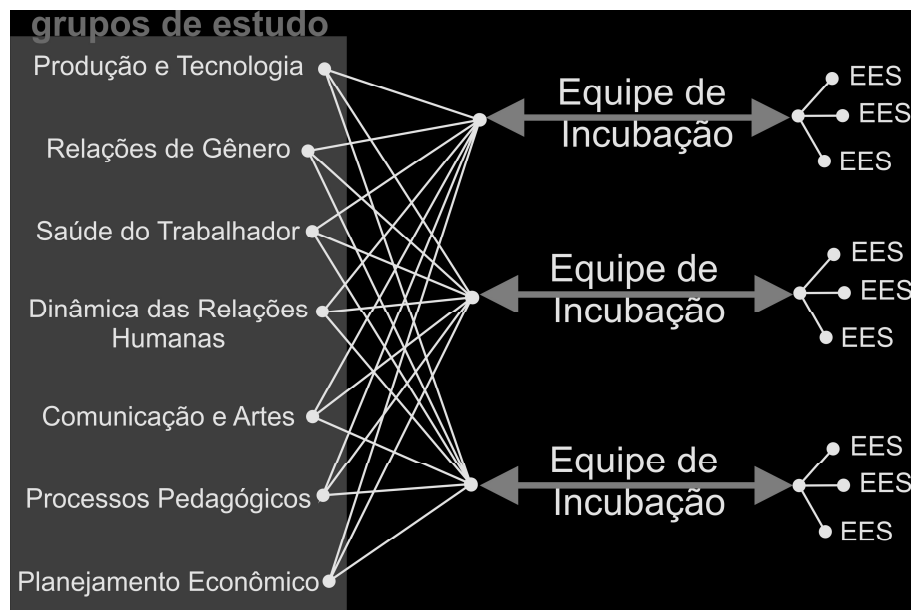 grupos de estudo
Produção e Tecnologia
Relações de Gênero
Saúde do Trabalhador
Dinâmica das Relações
Humanas
Comunicação e Artes
Processos Pedagógicos
Planejamento Econômico
Equipe de
Incubação
EES
EES
EES
Equipe de
Incubação
EES
EES
EES
Equipe de
Incubação
EES
EES
EES